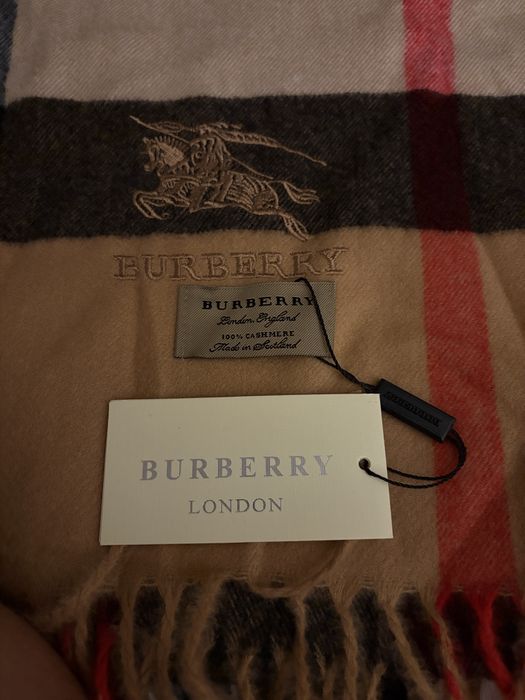 BURBERRY
BURBERRY
London, England
100% CASHMERE
Made in Scotland
BURBERRY
LONDON